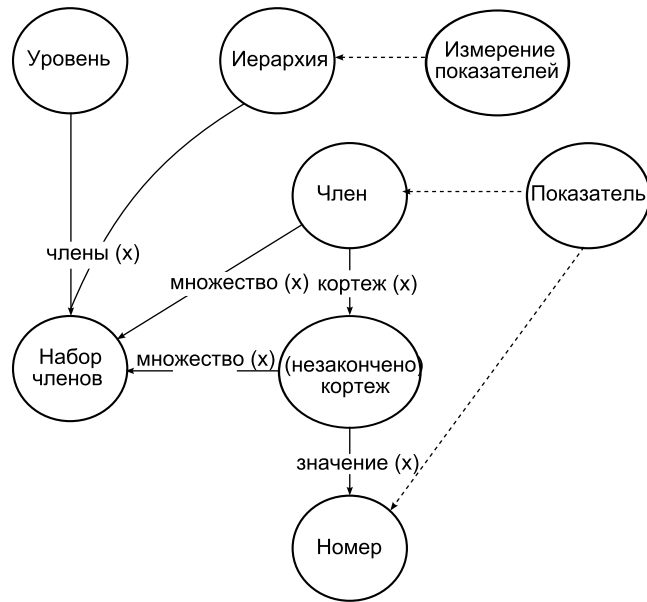 Уровень
Иерархия
Измерение
показателей
Член
Показатель
члены (x)
множество (x)
кортеж (x)
Набор
членов
множество (x)
(незакончено)
кортеж
значение (x)
Номер